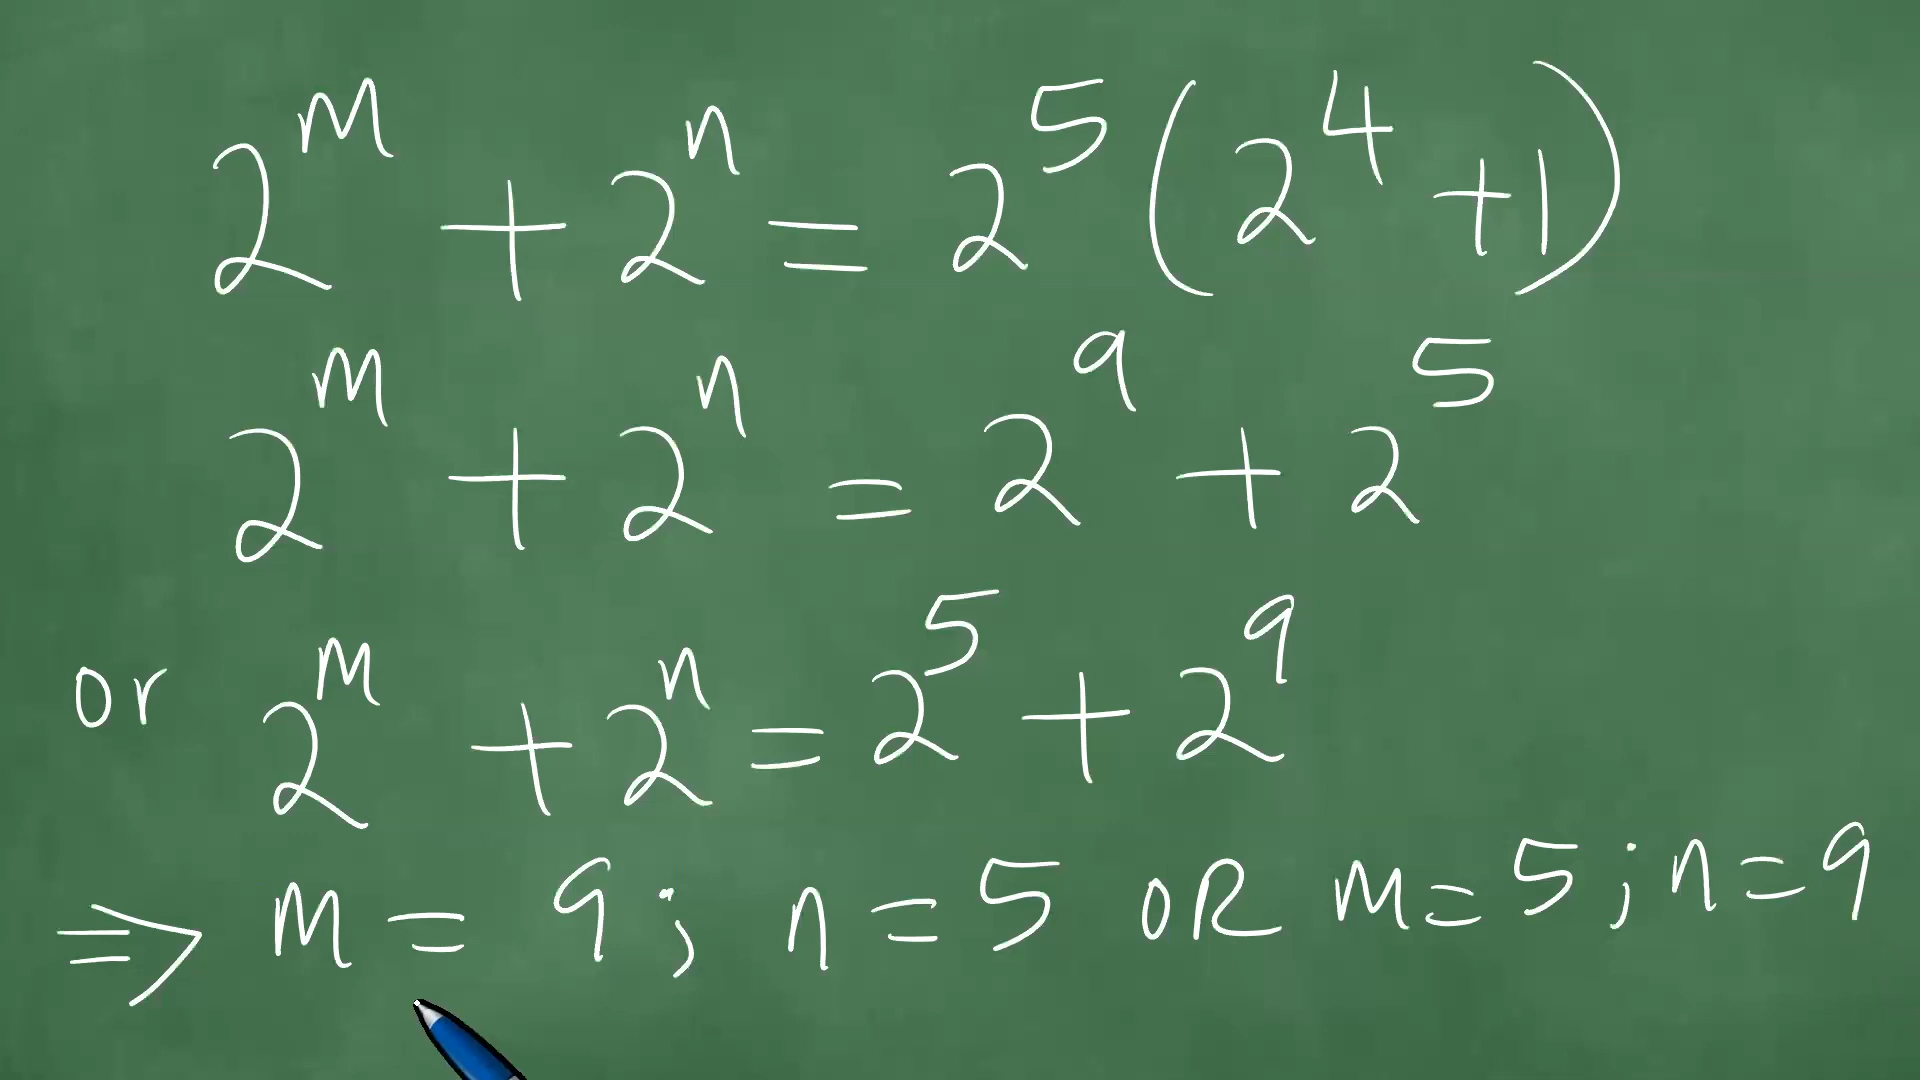 2^m + 2^n = 2^5 (2^4 + 1)
2^m + 2^n = 2^9 + 2^5
or 2^m + 2^n = 2^5 + 2^9
⇒ m = 9 ; n = 5 OR m = 5 ; n = 9